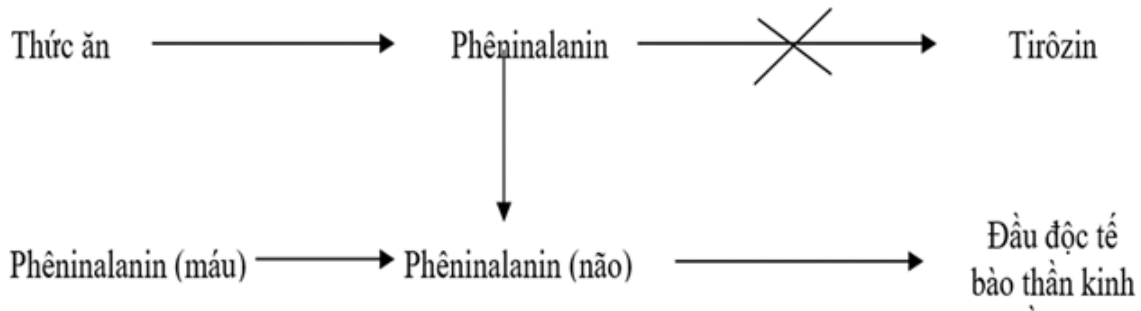 Thức ăn Phêninalanin Tirôzin
Phêninalanin (máu) Phêninalanin (não) Đầu độc tế
bào thần kinh